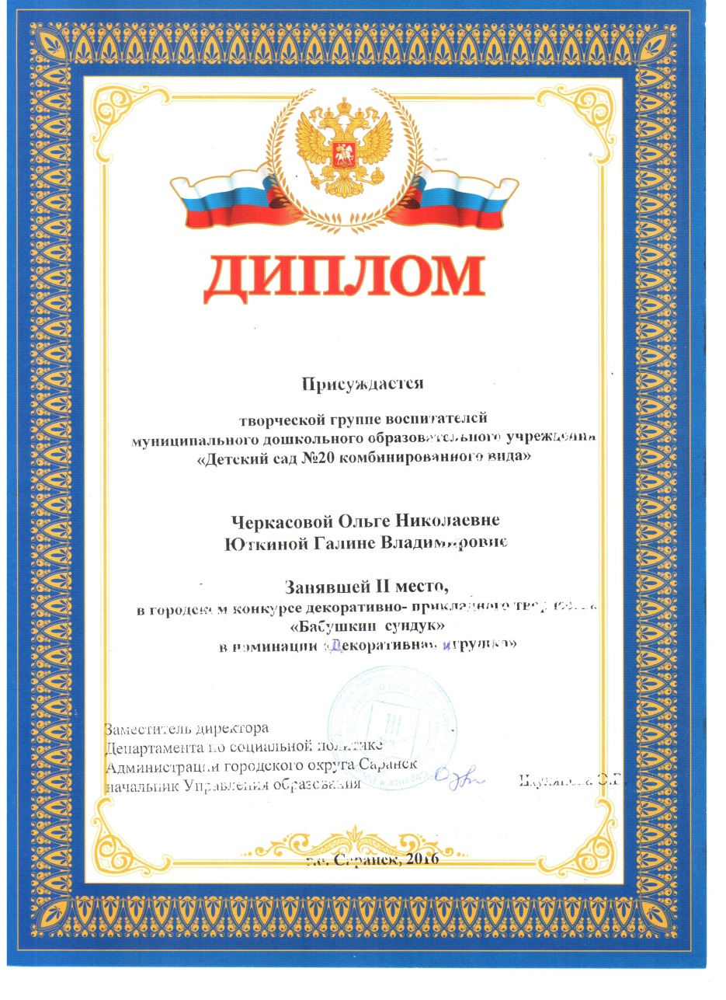 ДИПЛОМ
Присуждается
творческой группе воспитателей
муниципального дошкольного образовательного учреждения
«Детский сад №20 комбинированного вида»
Черкасовой Ольге Николаевне
Юткиной Галине Владимировне
Занявшей II место,
в городском конкурсе декоративно- прикладного творчества
«Бабушкин сундук»
в номинации «Декоративная игрушка»
Заместитель директора
Департамента по социальной политике
Администрации городского округа Саранск
начальник Управления образования
г.о. Саранск, 2016